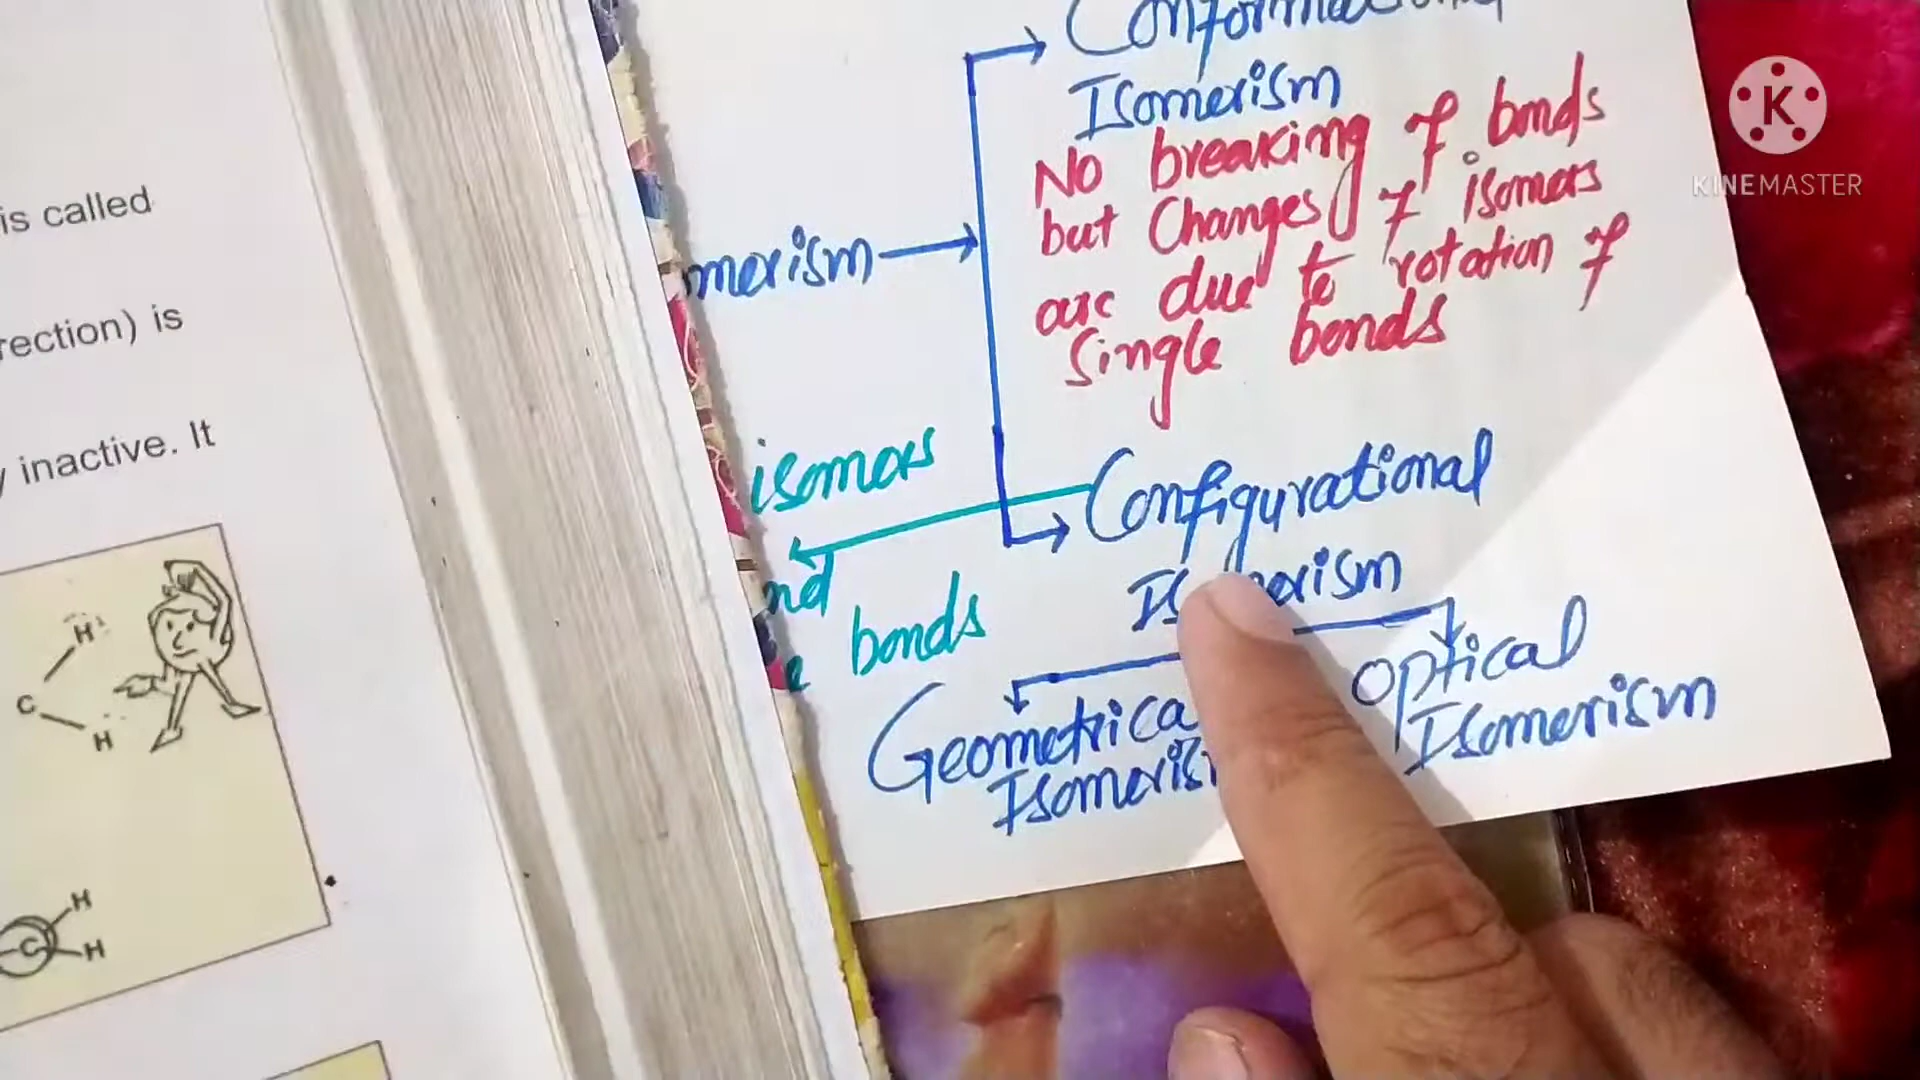 is called
rection) is
y inactive. It
H
C
H
H
C
H
Isomerism
No breaking of bonds
but Changes of isomers
are due to rotation of
Single bonds
merism
isomers
nd
bonds
Configurational
Optical
Isomerism
KINEMASTER
K